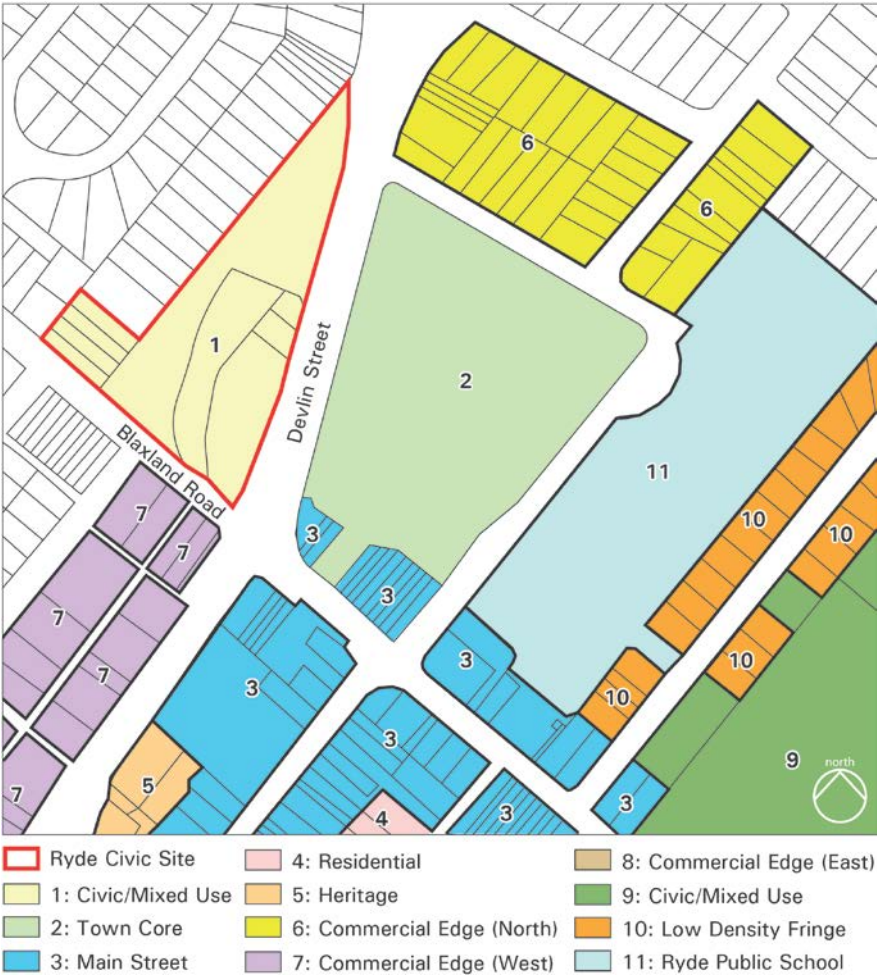 6
6
1
Devlin Street
2
Blaxland Road
11
7
3
10
7
10
3
7
3
10
7
3
10
3
9
north
5
7
3
3
4
Ryde Civic Site
1: Civic/Mixed Use
2: Town Core
3: Main Street
4: Residential
5: Heritage
6: Commercial Edge (North)
7: Commercial Edge (West)
8: Commercial Edge (East)
9: Civic/Mixed Use
10: Low Density Fringe
11: Ryde Public School